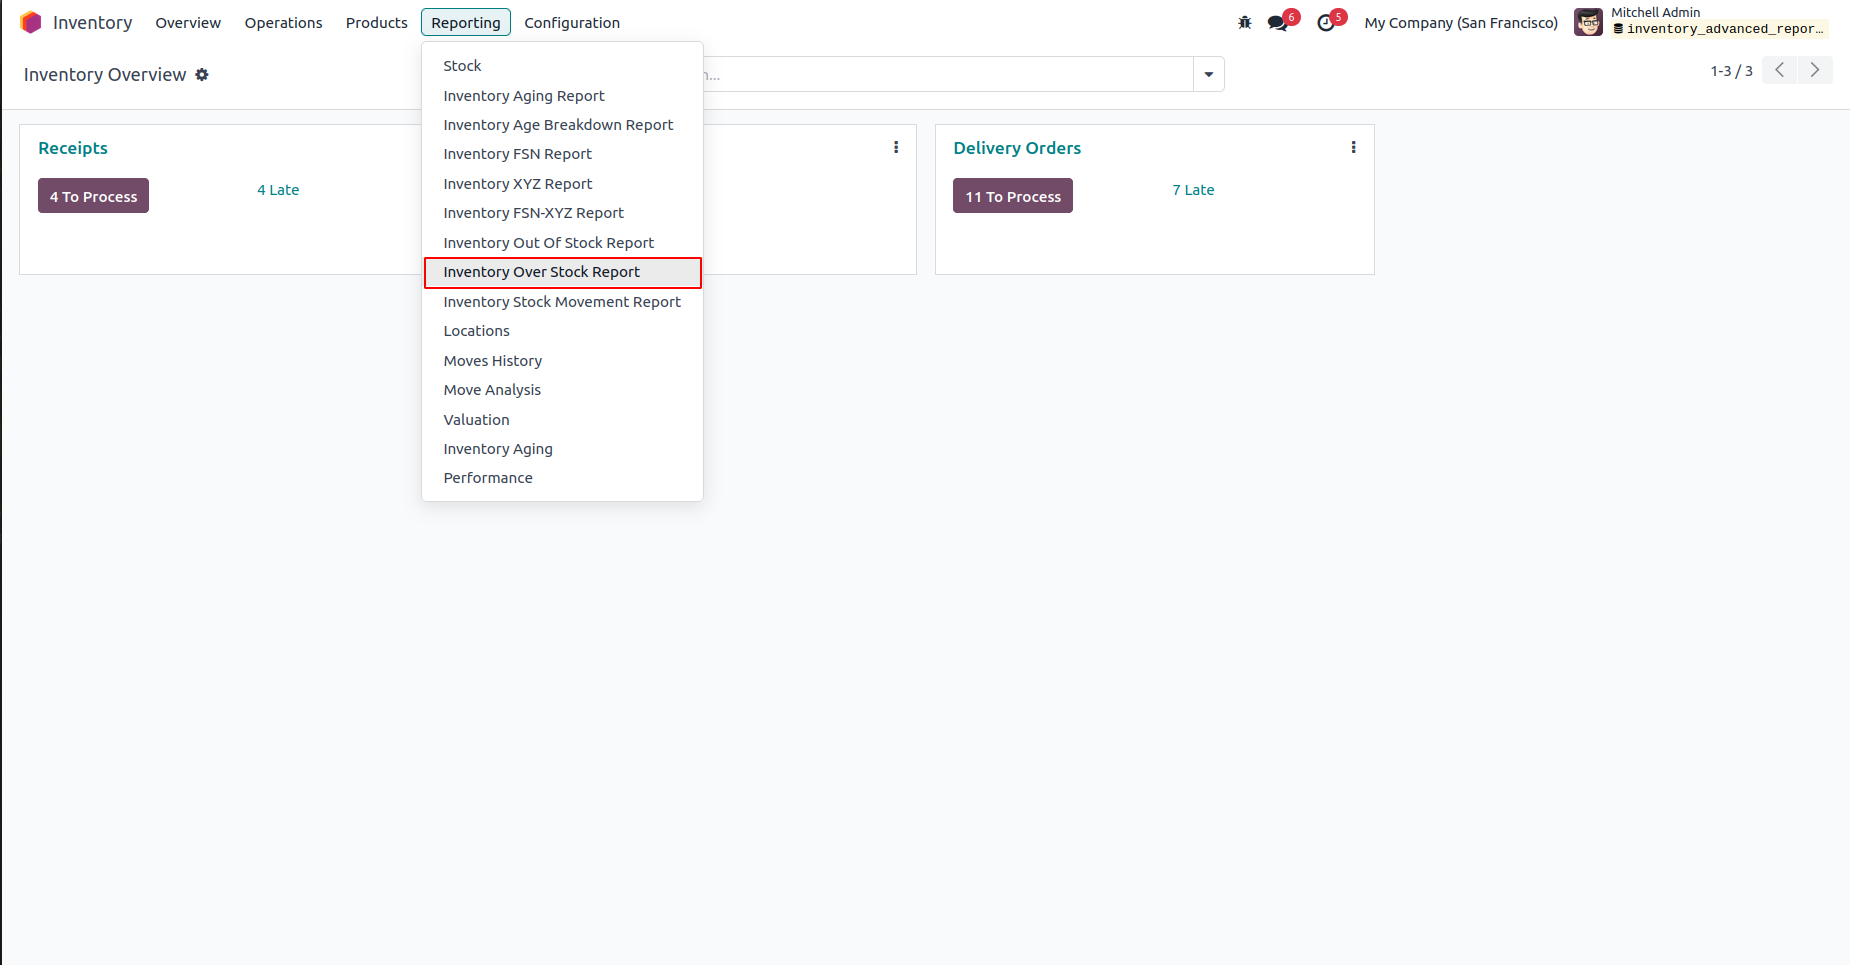 Inventory Overview Operations Products Reporting Configuration 6 5 My Company (San Francisco) Mitchell Admin
inventory_advanced_repor...
Inventory Overview 1-3 / 3
Stock
Inventory Aging Report
Inventory Age Breakdown Report
Inventory FSN Report
Inventory XYZ Report
Inventory FSN-XYZ Report
Inventory Out Of Stock Report
Inventory Over Stock Report
Inventory Stock Movement Report
Locations
Moves History
Move Analysis
Valuation
Inventory Aging
Performance
Receipts
4 To Process 4 Late
Delivery Orders
11 To Process 7 Late